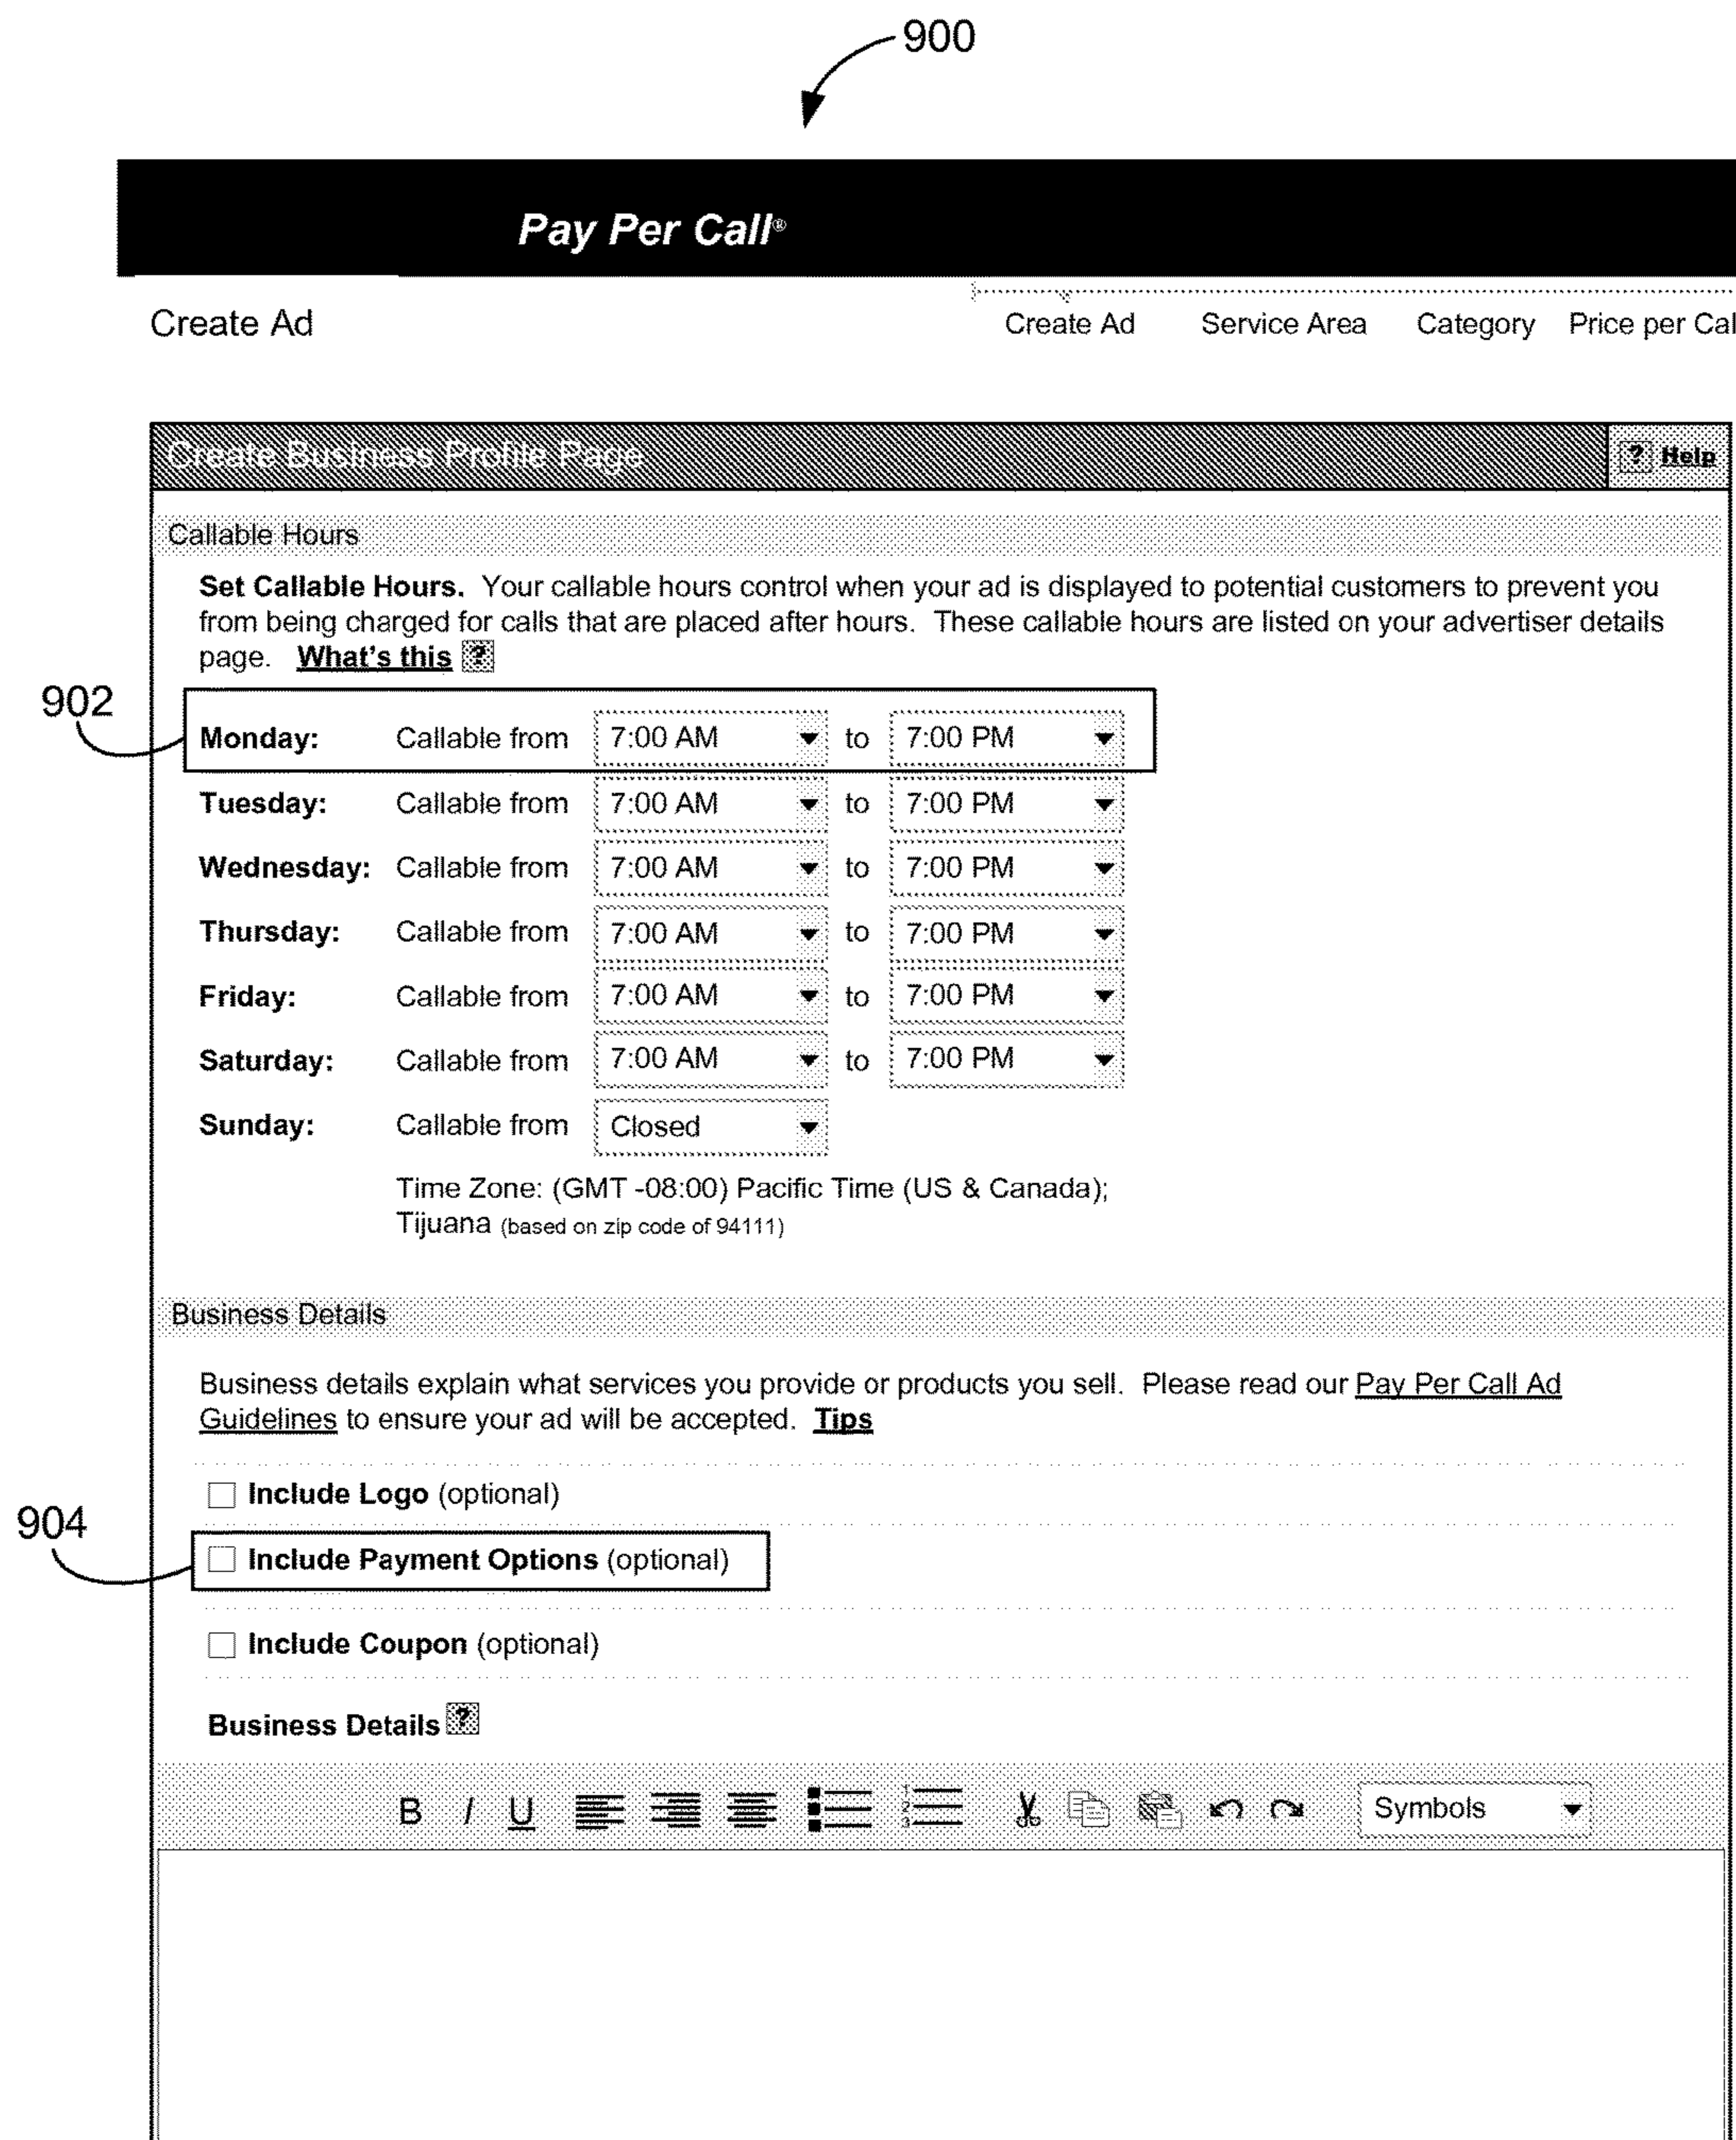 900
Pay Per Call®
Create Ad
Create Ad Service Area Category Price per Cal
Create Business Profile Page ? Help
Callable Hours
Set Callable Hours. Your callable hours control when your ad is displayed to potential customers to prevent you
from being charged for calls that are placed after hours. These callable hours are listed on your advertiser details
page. What's this ?
902
Monday: Callable from 7:00 AM to 7:00 PM
Tuesday: Callable from 7:00 AM to 7:00 PM
Wednesday: Callable from 7:00 AM to 7:00 PM
Thursday: Callable from 7:00 AM to 7:00 PM
Friday: Callable from 7:00 AM to 7:00 PM
Saturday: Callable from 7:00 AM to 7:00 PM
Sunday: Callable from Closed
Time Zone: (GMT -08:00) Pacific Time (US & Canada);
Tijuana (based on zip code of 94111)
Business Details
Business details explain what services you provide or products you sell. Please read our Pay Per Call Ad
Guidelines to ensure your ad will be accepted. Tips
Include Logo (optional)
904
Include Payment Options (optional)
Include Coupon (optional)
Business Details ?
B I U 1 2 3 Symbols